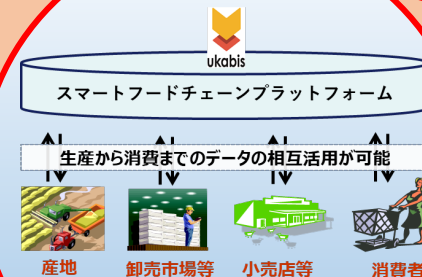 ukabis
スマートフードチェーンプラットフォーム
生産から消費までのデータの相互活用が可能
産地 卸売市場等 小売店等 消費者